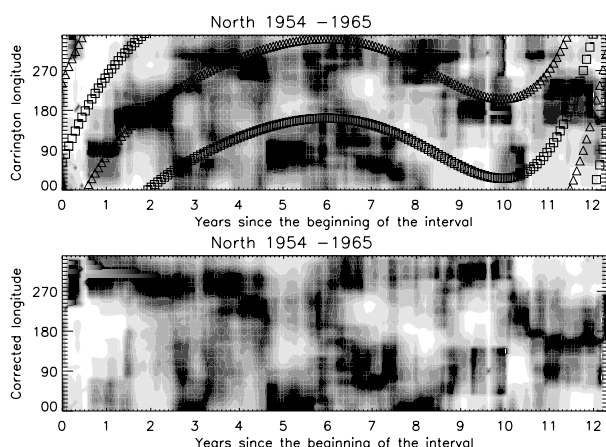 North 1954 −1965
Carrington longitude
270
180
90
00
0 1 2 3 4 5 6 7 8 9 10 11 12
Years since the beginning of the interval
North 1954 −1965
Corrected longitude
270
180
90
00
0 1 2 3 4 5 6 7 8 9 10 11 12
Years since the beginning of the interval